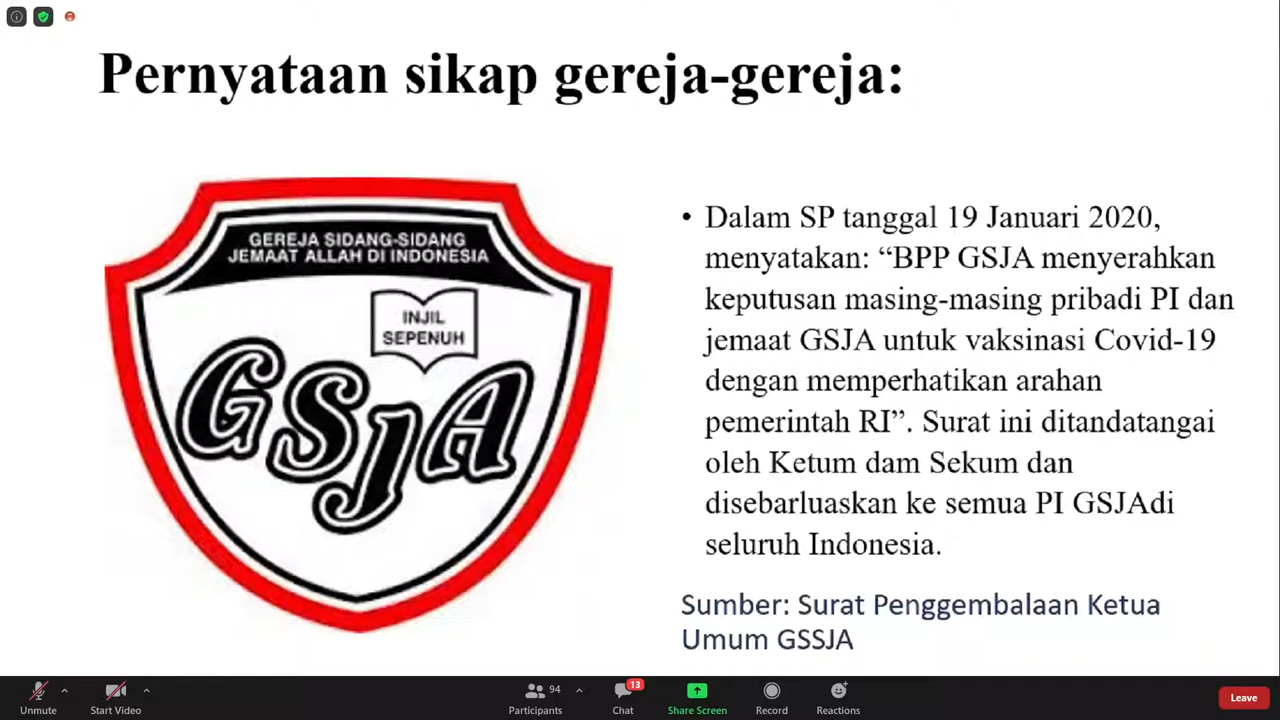 Pernyataan sikap gereja-gereja:
GEREJA SIDANG-SIDANG
JEMAAT ALLAH DI INDONESIA
INJIL
SEPENUH
GSJA
• Dalam SP tanggal 19 Januari 2020,
menyatakan: “BPP GSJA menyerahkan
keputusan masing-masing pribadi PI dan
jemaat GSJA untuk vaksinasi Covid-19
dengan memperhatikan arahan
pemerintah RI”. Surat ini ditandatangai
oleh Ketum dam Sekum dan
disebarluaskan ke semua PI GSJAdi
seluruh Indonesia.
Sumber: Surat Penggembalaan Ketua
Umum GSSJA
Unmute
Start Video
94
Participants
13
Chat
Share Screen
Record
Reactions
Leave